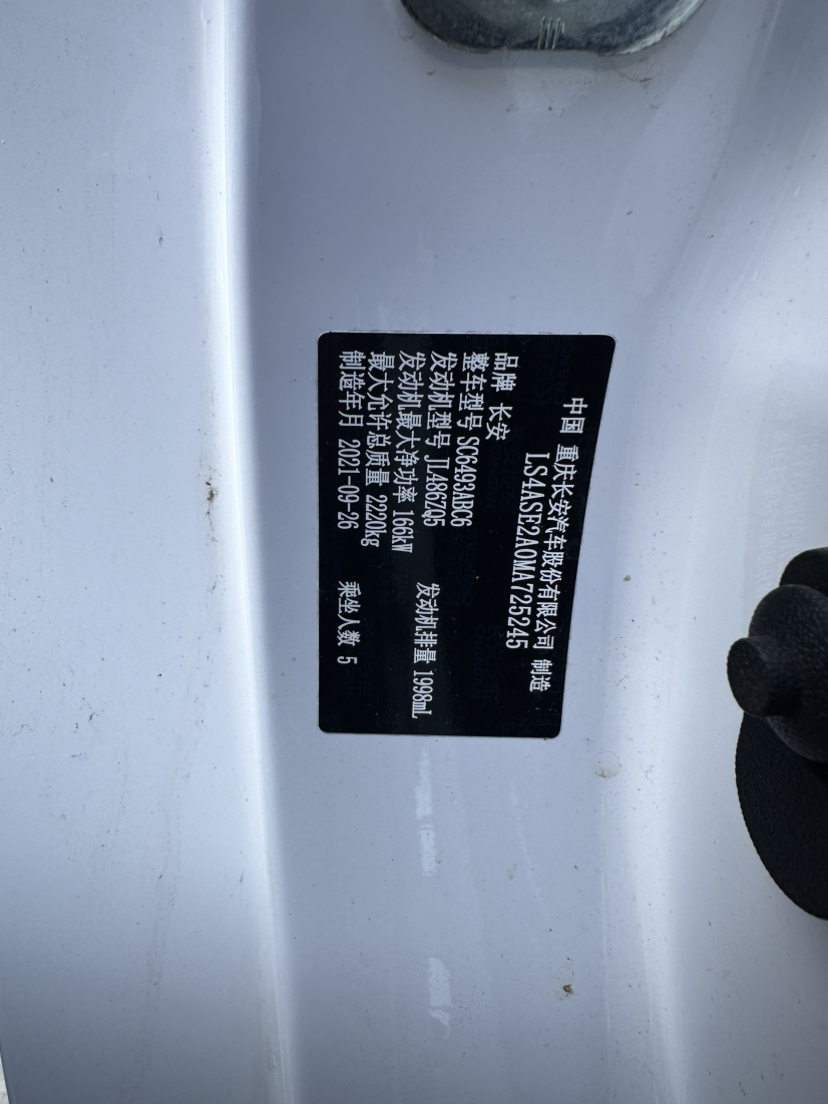 中国 重庆长安汽车股份有限公司 制造
LS4ASE2A0MA725245
品牌 长安
整车型号 SC6493ABC6
发动机型号 JL486ZQ5
发动机最大净功率 166kW 发动机排量 1998mL
最大允许总质量 2220kg
制造年月 2021-09-26 乘坐人数 5